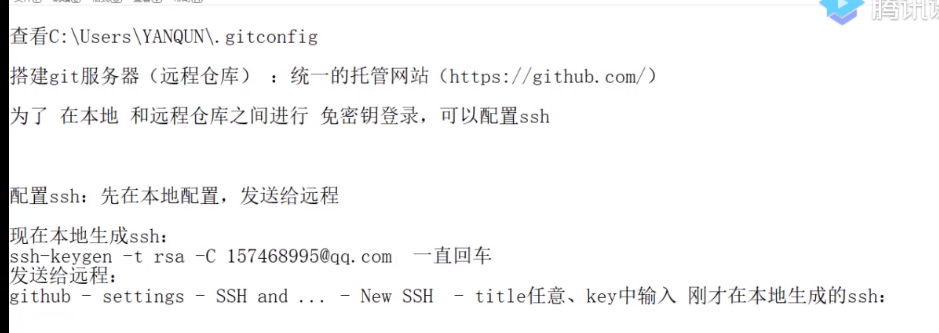 腾讯课
查看C:\Users\YANQUN\.gitconfig
搭建git服务器（远程仓库） ：统一的托管网站（https://github.com/）
为了 在本地 和远程仓库之间进行 免密钥登录，可以配置ssh
配置ssh：先在本地配置，发送给远程
现在本地生成ssh：
ssh-keygen -t rsa -C 157468995@qq.com 一直回车
发送给远程：
github - settings - SSH and ... - New SSH - title任意、key中输入 刚才在本地生成的ssh：